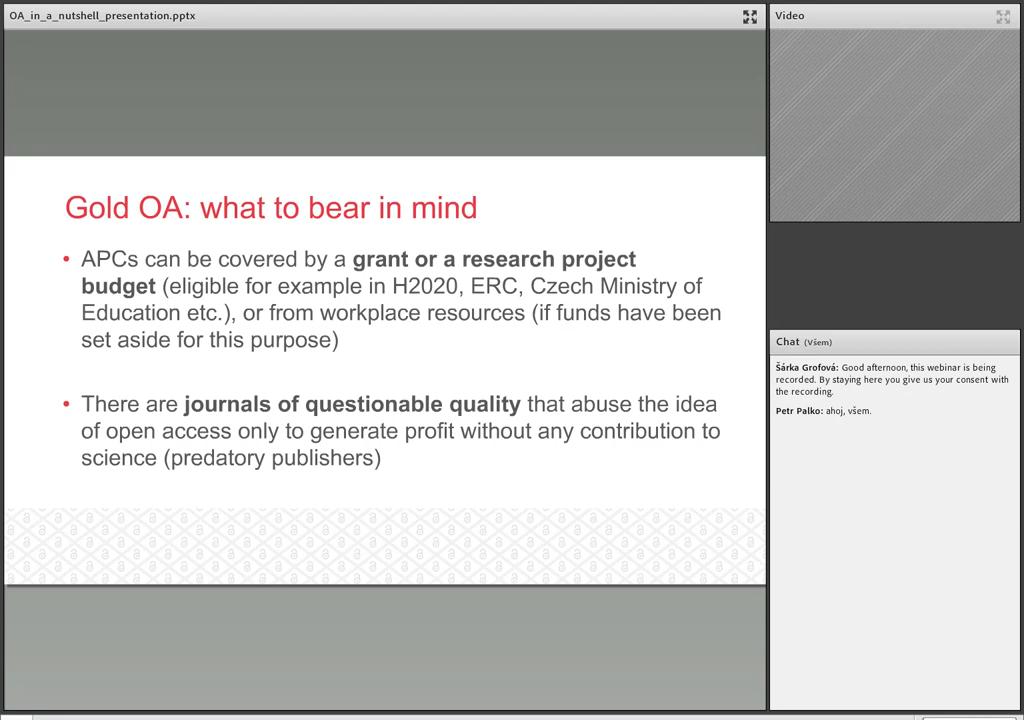 OA_in_a_nutshell_presentation.pptx
Gold OA: what to bear in mind
• APCs can be covered by a grant or a research project
budget (eligible for example in H2020, ERC, Czech Ministry of
Education etc.), or from workplace resources (if funds have been
set aside for this purpose)
• There are journals of questionable quality that abuse the idea
of open access only to generate profit without any contribution to
science (predatory publishers)
Video
Chat (Všem)
Šárka Grofová: Good afternoon, this webinar is being
recorded. By staying here you give us your consent with
the recording.
Petr Palko: ahoj, všem.